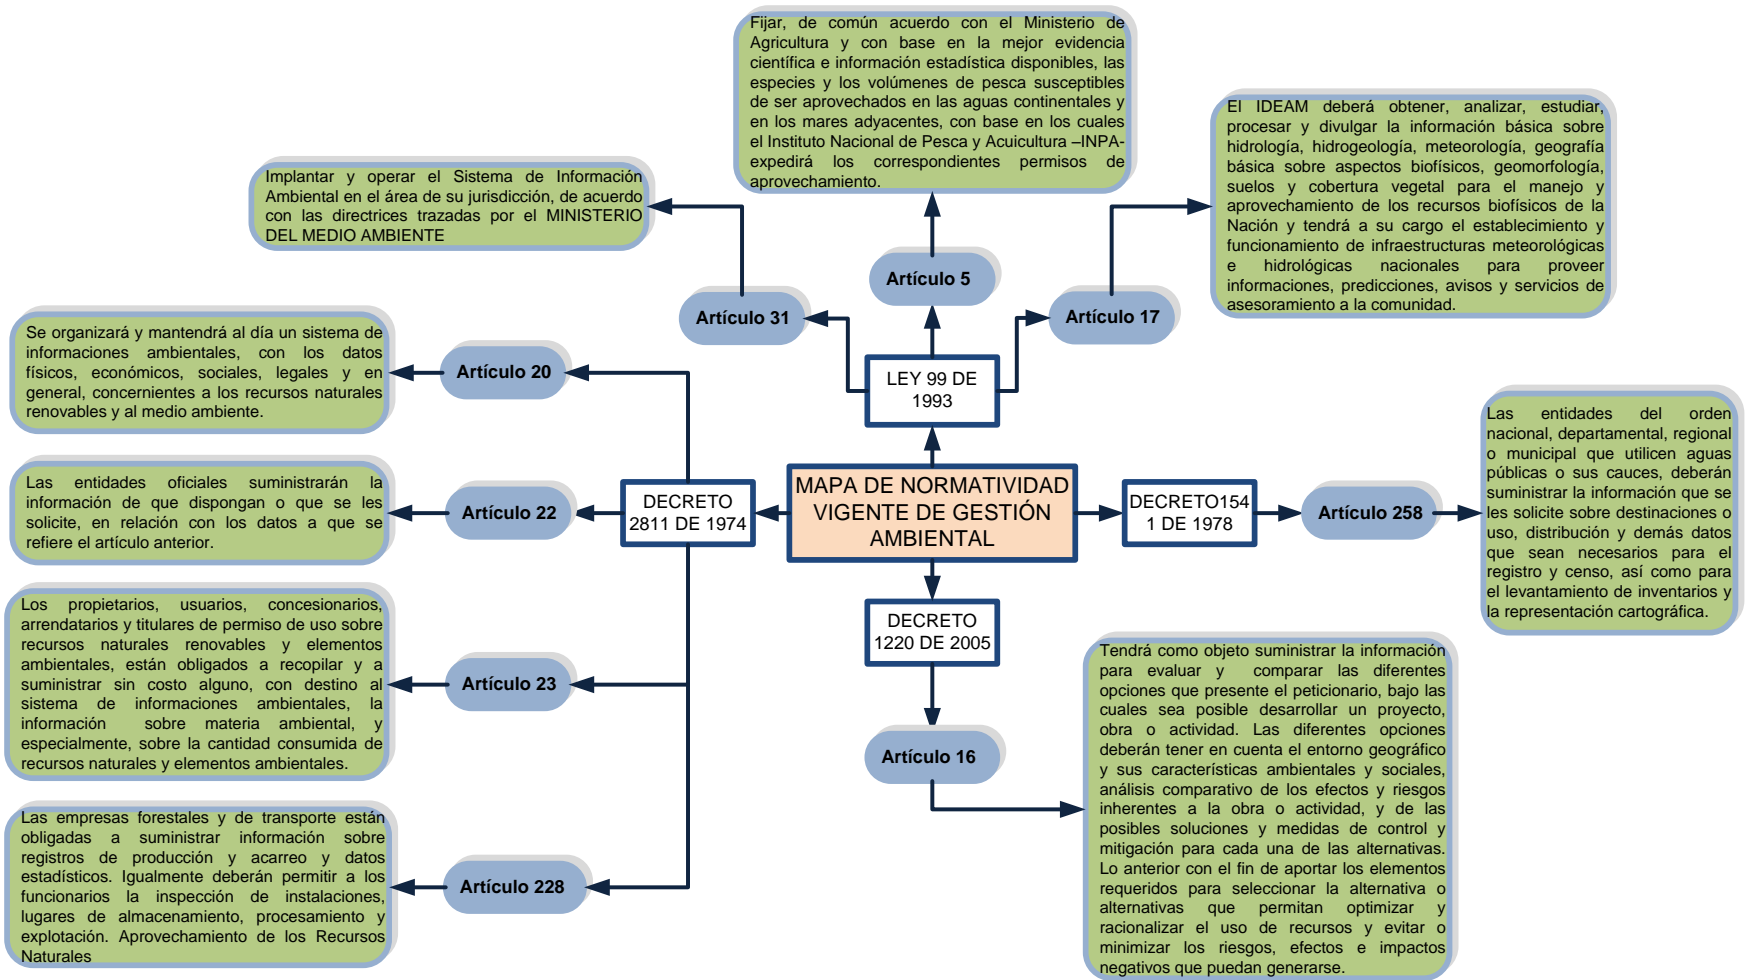 Fijar, de común acuerdo con el Ministerio de
Agricultura y con base en la mejor evidencia
científica e información estadística disponibles, las
especies y los volúmenes de pesca susceptibles
de ser aprovechados en las aguas continentales y
en los mares adyacentes, con base en los cuales
el Instituto Nacional de Pesca y Acuicultura –INPA-
expedirá los correspondientes permisos de
aprovechamiento.
El IDEAM deberá obtener, analizar, estudiar,
procesar y divulgar la información básica sobre
hidrología, hidrogeología, meteorología, geografía
básica sobre aspectos biofísicos, geomorfología,
suelos y cobertura vegetal para el manejo y
aprovechamiento de los recursos biofísicos de la
Nación y tendrá a su cargo el establecimiento y
funcionamiento de infraestructuras meteorológicas
e hidrológicas nacionales para proveer
informaciones, predicciones, avisos y servicios de
asesoramiento a la comunidad.
Implantar y operar el Sistema de Información
Ambiental en el área de su jurisdicción, de acuerdo
con las directrices trazadas por el MINISTERIO
DEL MEDIO AMBIENTE
Artículo 5
Artículo 31
Artículo 17
LEY 99 DE
1993
Se organizará y mantendrá al día un sistema de
informaciones ambientales, con los datos
físicos, económicos, sociales, legales y en
general, concernientes a los recursos naturales
renovables y al medio ambiente.
Artículo 20
Las entidades oficiales suministrarán la
información de que dispongan o que se les
solicite, en relación con los datos a que se
refiere el artículo anterior.
Artículo 22
DECRETO
2811 DE 1974
MAPA DE NORMATIVIDAD
VIGENTE DE GESTIÓN
AMBIENTAL
DECRETO154
1 DE 1978
Artículo 258
Las entidades del orden
nacional, departamental, regional
o municipal que utilicen aguas
públicas o sus cauces, deberán
suministrar la información que se
les solicite sobre destinaciones o
uso, distribución y demás datos
que sean necesarios para el
registro y censo, así como para
el levantamiento de inventarios y
la representación cartográfica.
Los propietarios, usuarios, concesionarios,
arrendatarios y titulares de permiso de uso sobre
recursos naturales renovables y elementos
ambientales, están obligados a recopilar y a
suministrar sin costo alguno, con destino al
sistema de informaciones ambientales, la
información sobre materia ambiental, y
especialmente, sobre la cantidad consumida de
recursos naturales y elementos ambientales.
Artículo 23
DECRETO
1220 DE 2005
Artículo 16
Tendrá como objeto suministrar la información
para evaluar y comparar las diferentes
opciones que presente el peticionario, bajo las
cuales sea posible desarrollar un proyecto,
obra o actividad. Las diferentes opciones
deberán tener en cuenta el entorno geográfico
y sus características ambientales y sociales,
análisis comparativo de los efectos y riesgos
inherentes a la obra o actividad, y de las
posibles soluciones y medidas de control y
mitigación para cada una de las alternativas.
Lo anterior con el fin de aportar los elementos
requeridos para seleccionar la alternativa o
alternativas que permitan optimizar y
racionalizar el uso de recursos y evitar o
minimizar los riesgos, efectos e impactos
negativos que puedan generarse.
Las empresas forestales y de transporte están
obligadas a suministrar información sobre
registros de producción y acarreo y datos
estadísticos. Igualmente deberán permitir a los
funcionarios la inspección de instalaciones,
lugares de almacenamiento, procesamiento y
explotación. Aprovechamiento de los Recursos
Naturales
Artículo 228